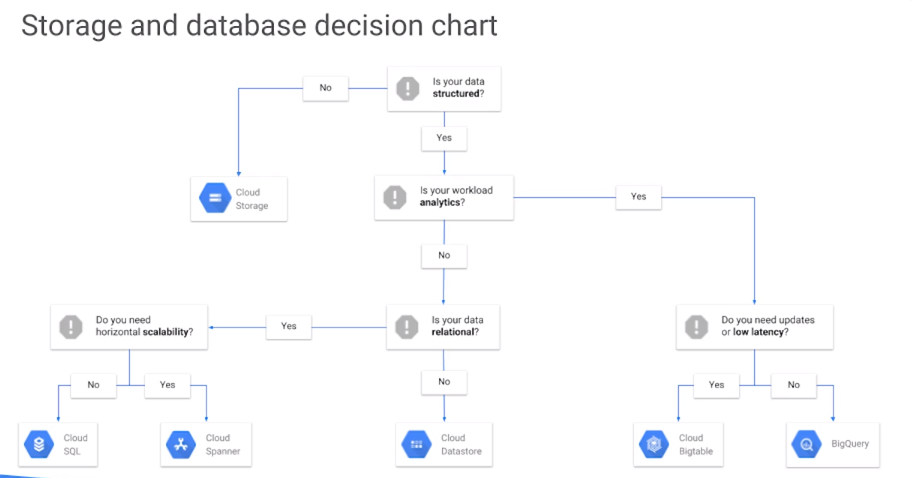 Storage and database decision chart
No
Is your data
structured?
Yes
Cloud
Storage
Is your workload
analytics?
Yes
No
Do you need
horizontal scalability?
Yes
Is your data
relational?
Do you need updates
or low latency?
No
Yes
No
Yes
No
Cloud
SQL
Cloud
Spanner
Cloud
Datastore
Cloud
Bigtable
BigQuery